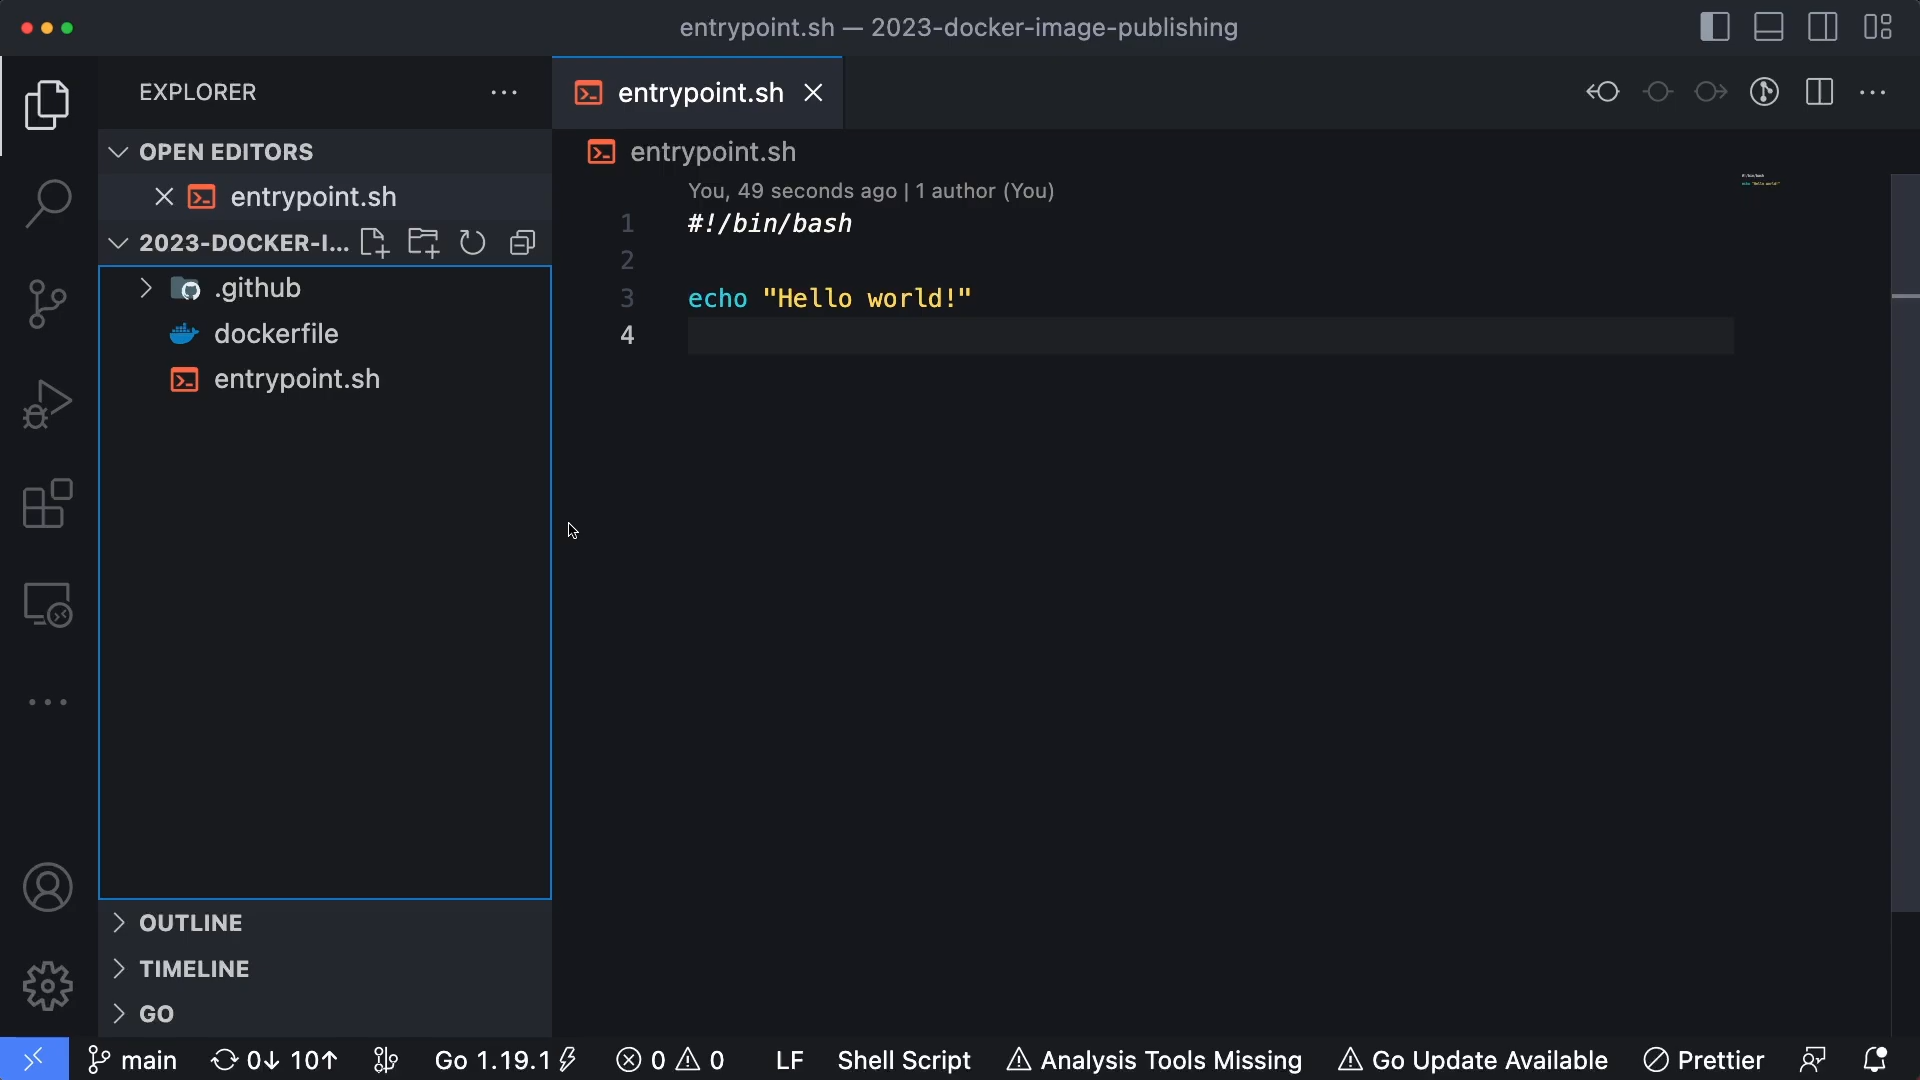 entrypoint.sh — 2023-docker-image-publishing
EXPLORER
OPEN EDITORS
entrypoint.sh
2023-DOCKER-I...
.github
dockerfile
entrypoint.sh
OUTLINE
TIMELINE
GO
entrypoint.sh
entrypoint.sh
You, 49 seconds ago | 1 author (You)
1 #!/bin/bash
2
3 echo "Hello world!"
4
main 0↓ 10↑ Go 1.19.1 0 0 LF Shell Script Analysis Tools Missing Go Update Available Prettier